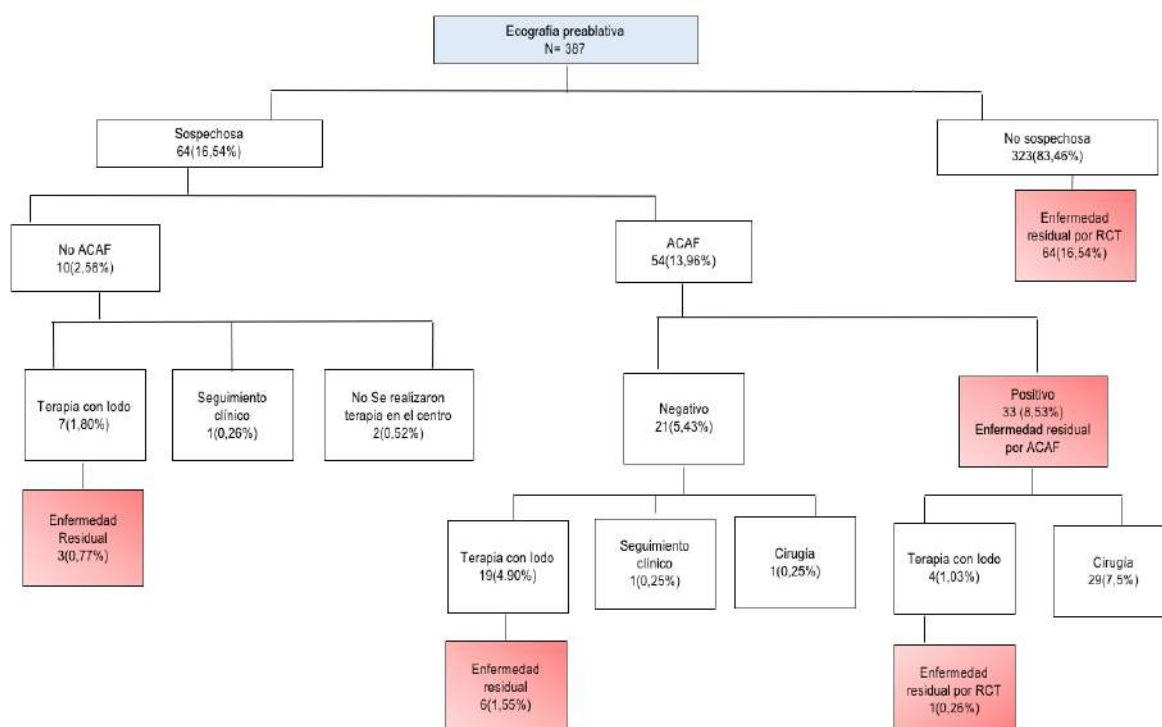 Ecografía preablativa
N= 387
Sospechosa
64(16,54%)
No sospechosa
323(83,46%)
Enfermedad
residual por RCT
64(16,54%)
No ACAF
10(2,58%)
ACAF
54(13,96%)
Terapia con Iodo
7(1,80%)
Seguimiento
clínico
1(0,26%)
No Se realizaron
terapia en el centro
2(0,52%)
Negativo
21(5,43%)
Positivo
33 (8,53%)
Enfermedad residual
por ACAF
Enfermedad
Residual
3(0,77%)
Terapia con Iodo
19(4.90%)
Seguimiento
clínico
1(0,25%)
Cirugía
1(0,25%)
Terapia con Iodo
4(1,03%)
Cirugía
29(7,5%)
Enfermedad
residual
6(1,55%)
Enfermedad
residual por RCT
1(0,26%)